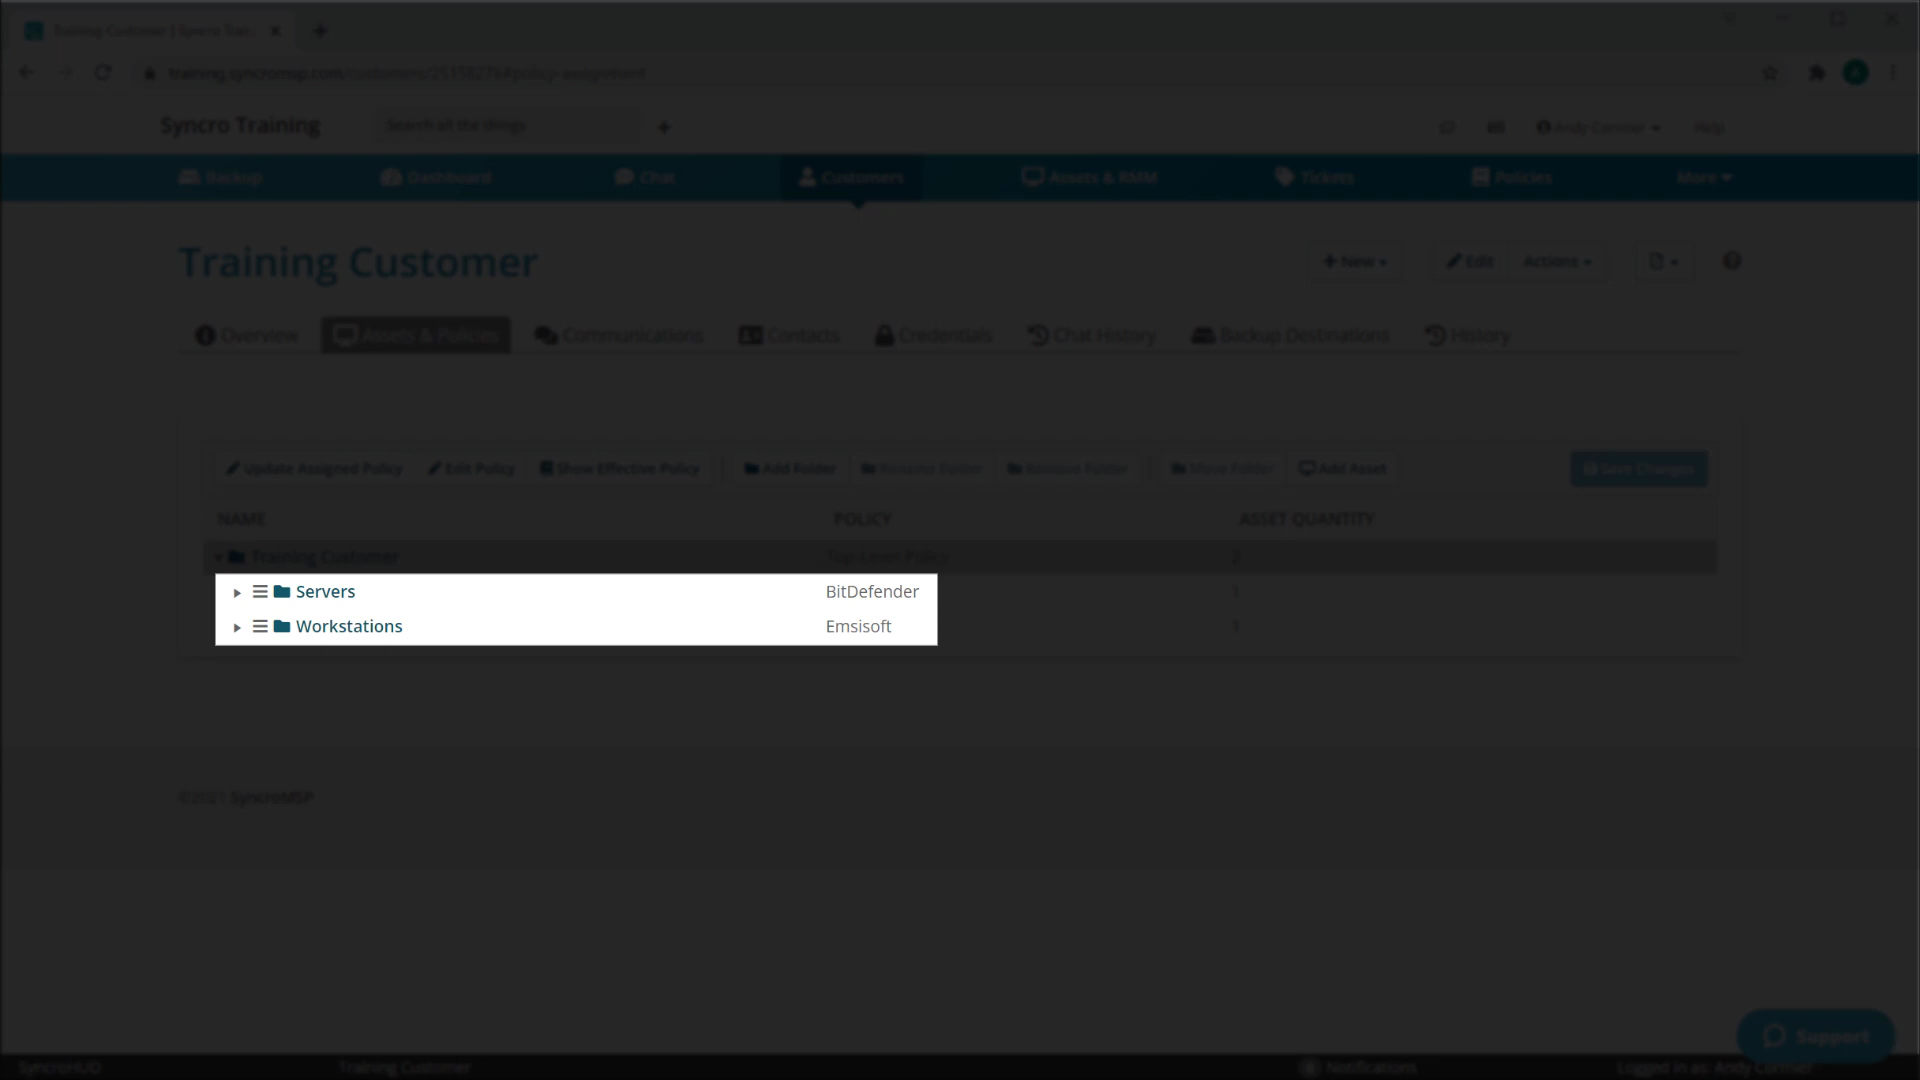 Training Customer | Syncro Train
training.syncromsp.com/customers/25158278#policy-assignment
Syncro Training
Search all the things
Andy Cormier
Help
Backup
Dashboard
Chat
Customers
Assets & RMM
Tickets
Policies
More
Training Customer
New
Edit
Actions
Overview
Assets & Policies
Communications
Contacts
Credentials
Chat History
Backup Destinations
History
Update Assigned Policy
Edit Policy
Show Effective Policy
Add Folder
Rename Folder
Remove Folder
Move Folder
Add Asset
Save Changes
NAME POLICY ASSET QUANTITY
Training Customer Top-Level Policy 2
Servers BitDefender 1
Workstations Emsisoft 1
©2021 SyncroMSP
Support
SyncroHUD
Training Customer
Notifications
Logged in as: Andy Cormier